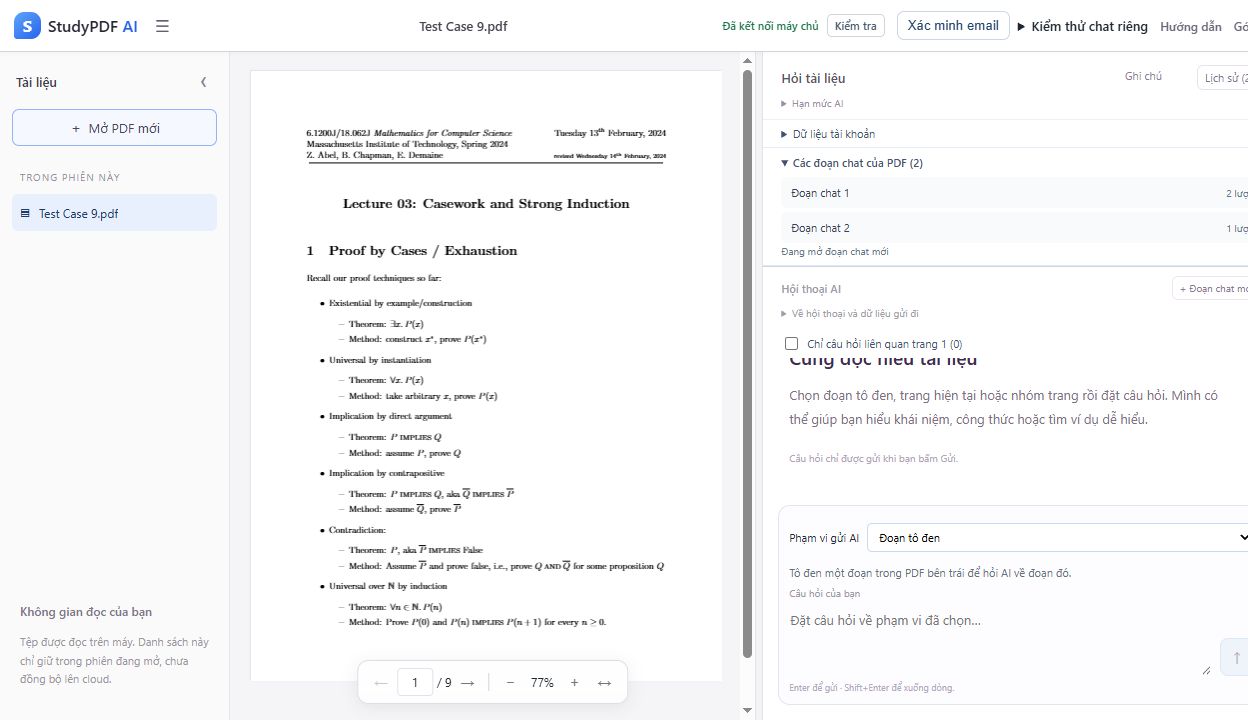 S StudyPDF AI
Test Case 9.pdf
Đã kết nối máy chủ
Kiểm tra
Xác minh email
Kiểm thử chat riêng
Hướng dẫn
Tài liệu
+ Mở PDF mới
TRONG PHIÊN NÀY
Test Case 9.pdf
Không gian đọc của bạn
Tệp được đọc trên máy. Danh sách này
chỉ giữ trong phiên đang mở, chưa
đồng bộ lên cloud.
6.1200J/18.062J Mathematics for Computer Science
Tuesday 13th February, 2024
Massachusetts Institute of Technology, Spring 2024
Z. Abel, B. Chapman, E. Demaine
revised Wednesday 14th February, 2024
Lecture 03: Casework and Strong Induction
1 Proof by Cases / Exhaustion
Recall our proof techniques so far:
• Existential by example/construction
– Theorem: ∃x. P(x)
– Method: construct x*, prove P(x*)
• Universal by instantiation
– Theorem: ∀x. P(x)
– Method: take arbitrary x, prove P(x)
• Implication by direct argument
– Theorem: P IMPLIES Q
– Method: assume P, prove Q
• Implication by contrapositive
– Theorem: P IMPLIES Q, aka Q̅ IMPLIES P̅
– Method: assume Q̅, prove P̅
• Contradiction:
– Theorem: P, aka P̅ IMPLIES False
– Method: Assume P̅ and prove false, i.e., prove Q AND Q̅ for some proposition Q
• Universal over ℕ by induction
– Theorem: ∀n ∈ ℕ. P(n)
– Method: Prove P(0) and P(n) IMPLIES P(n + 1) for every n ≥ 0.
← 1 / 9 → − 77% + ↔
Hỏi tài liệu
Ghi chú
Lịch sử
Hạn mức AI
Dữ liệu tài khoản
Các đoạn chat của PDF (2)
Đoạn chat 1
2
Đoạn chat 2
1
Đang mở đoạn chat mới
Hội thoại AI
+ Đoạn chat
Về hội thoại và dữ liệu gửi đi
Chỉ câu hỏi liên quan trang 1 (0)
Cùng đọc hiểu tài liệu
Chọn đoạn tô đen, trang hiện tại hoặc nhóm trang rồi đặt câu hỏi. Mình có
thể giúp bạn hiểu khái niệm, công thức hoặc tìm ví dụ dễ hiểu.
Câu hỏi chỉ được gửi khi bạn bấm Gửi.
Phạm vi gửi AI
Đoạn tô đen
Tô đen một đoạn trong PDF bên trái để hỏi AI về đoạn đó.
Câu hỏi của bạn
Đặt câu hỏi về phạm vi đã chọn...
↑
Enter để gửi · Shift+Enter để xuống dòng.